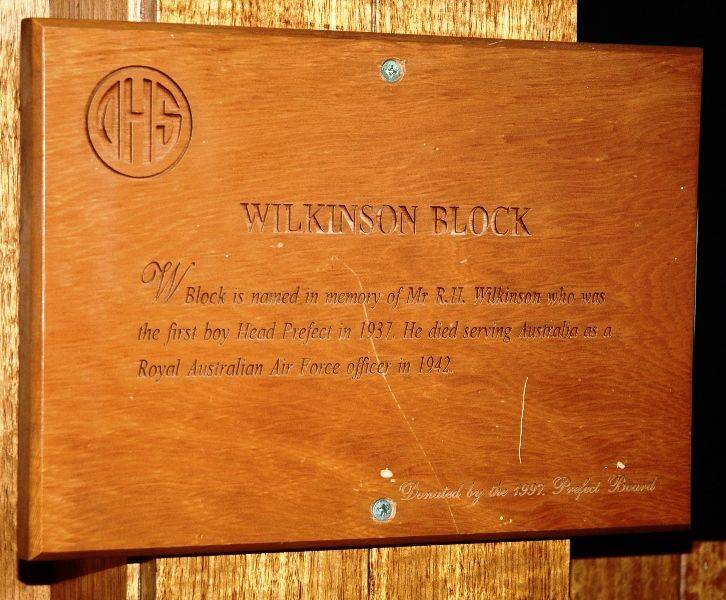 OHS
WILKINSON BLOCK
W Block is named in memory of Mr R.H. Wilkinson who was
the first boy Head Prefect in 1937. He died serving Australia as a
Royal Australian Air Force officer in 1942.
Donated by the 1997 Prefect Board